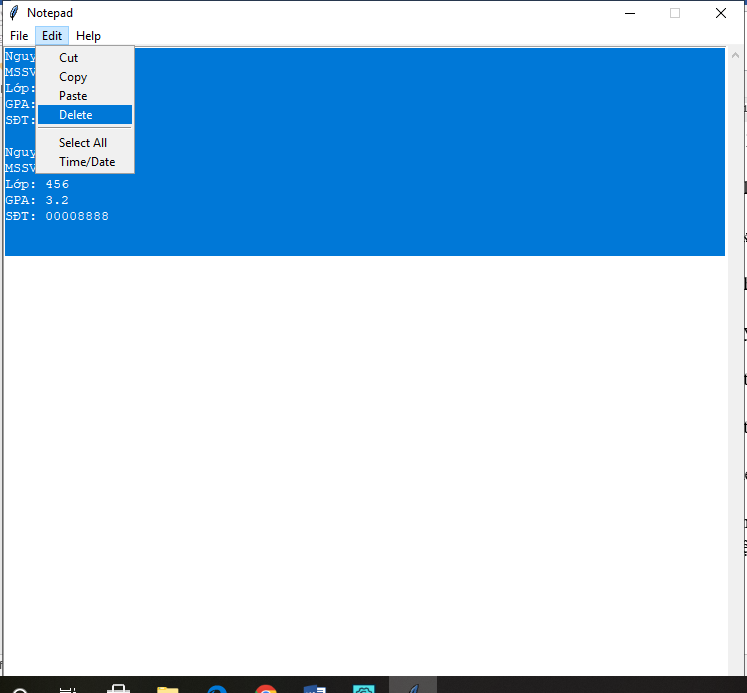 Notepad
File Edit Help
Cut
Copy
Paste
Delete
Select All
Time/Date
Nguy
MSSV
Lớp:
GPA:
SĐT:
Nguy
MSSV
Lớp: 456
GPA: 3.2
SĐT: 00008888